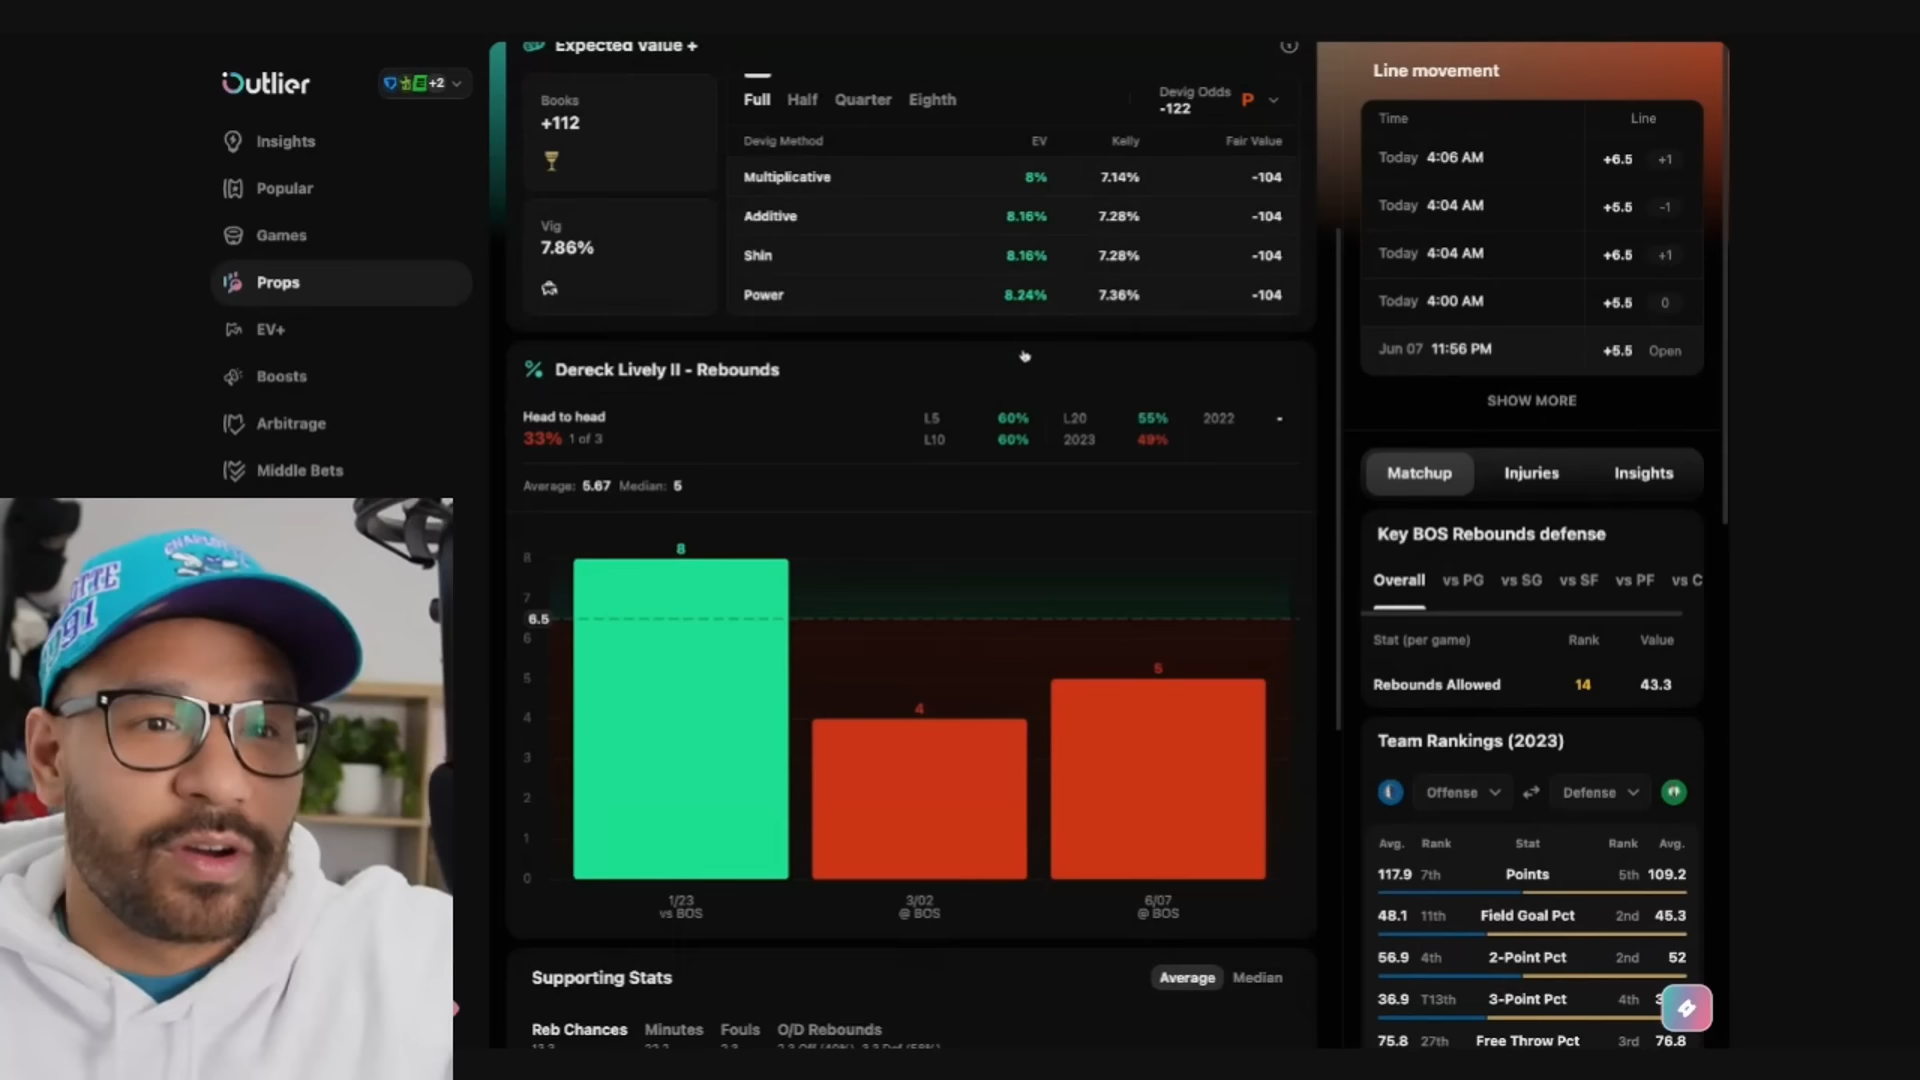 Outlier
+2
Insights
Popular
Games
Props
EV+
Boosts
Arbitrage
Middle Bets
Expected Value +
Books
+112
Vig
7.86%
Full Half Quarter Eighth
Devig Odds
-122
P
Devig Method EV Kelly Fair Value
Multiplicative 8% 7.14% -104
Additive 8.16% 7.28% -104
Shin 8.16% 7.28% -104
Power 8.24% 7.36% -104
Dereck Lively II - Rebounds
Head to head
33% 1 of 3
L5 60% L20 55% 2022 -
L10 60% 2023 49%
Average: 5.67 Median: 5
8
7
6.5
6
5
4
3
2
1
0
8
4
5
1/23
vs BOS
3/02
@ BOS
6/07
@ BOS
Supporting Stats
Average Median
Reb Chances Minutes Fouls O/D Rebounds
Line movement
Time Line
Today 4:06 AM +6.5 +1
Today 4:04 AM +5.5 -1
Today 4:04 AM +6.5 +1
Today 4:00 AM +5.5 0
Jun 07 11:56 PM +5.5 Open
SHOW MORE
Matchup Injuries Insights
Key BOS Rebounds defense
Overall vs PG vs SG vs SF vs PF vs C
Stat (per game) Rank Value
Rebounds Allowed 14 43.3
Team Rankings (2023)
Offense Defense
Avg. Rank Stat Rank Avg.
117.9 7th Points 5th 109.2
48.1 11th Field Goal Pct 2nd 45.3
56.9 4th 2-Point Pct 2nd 52
36.9 T13th 3-Point Pct 4th
75.8 27th Free Throw Pct 3rd 76.8
CHARLOTTE
1991